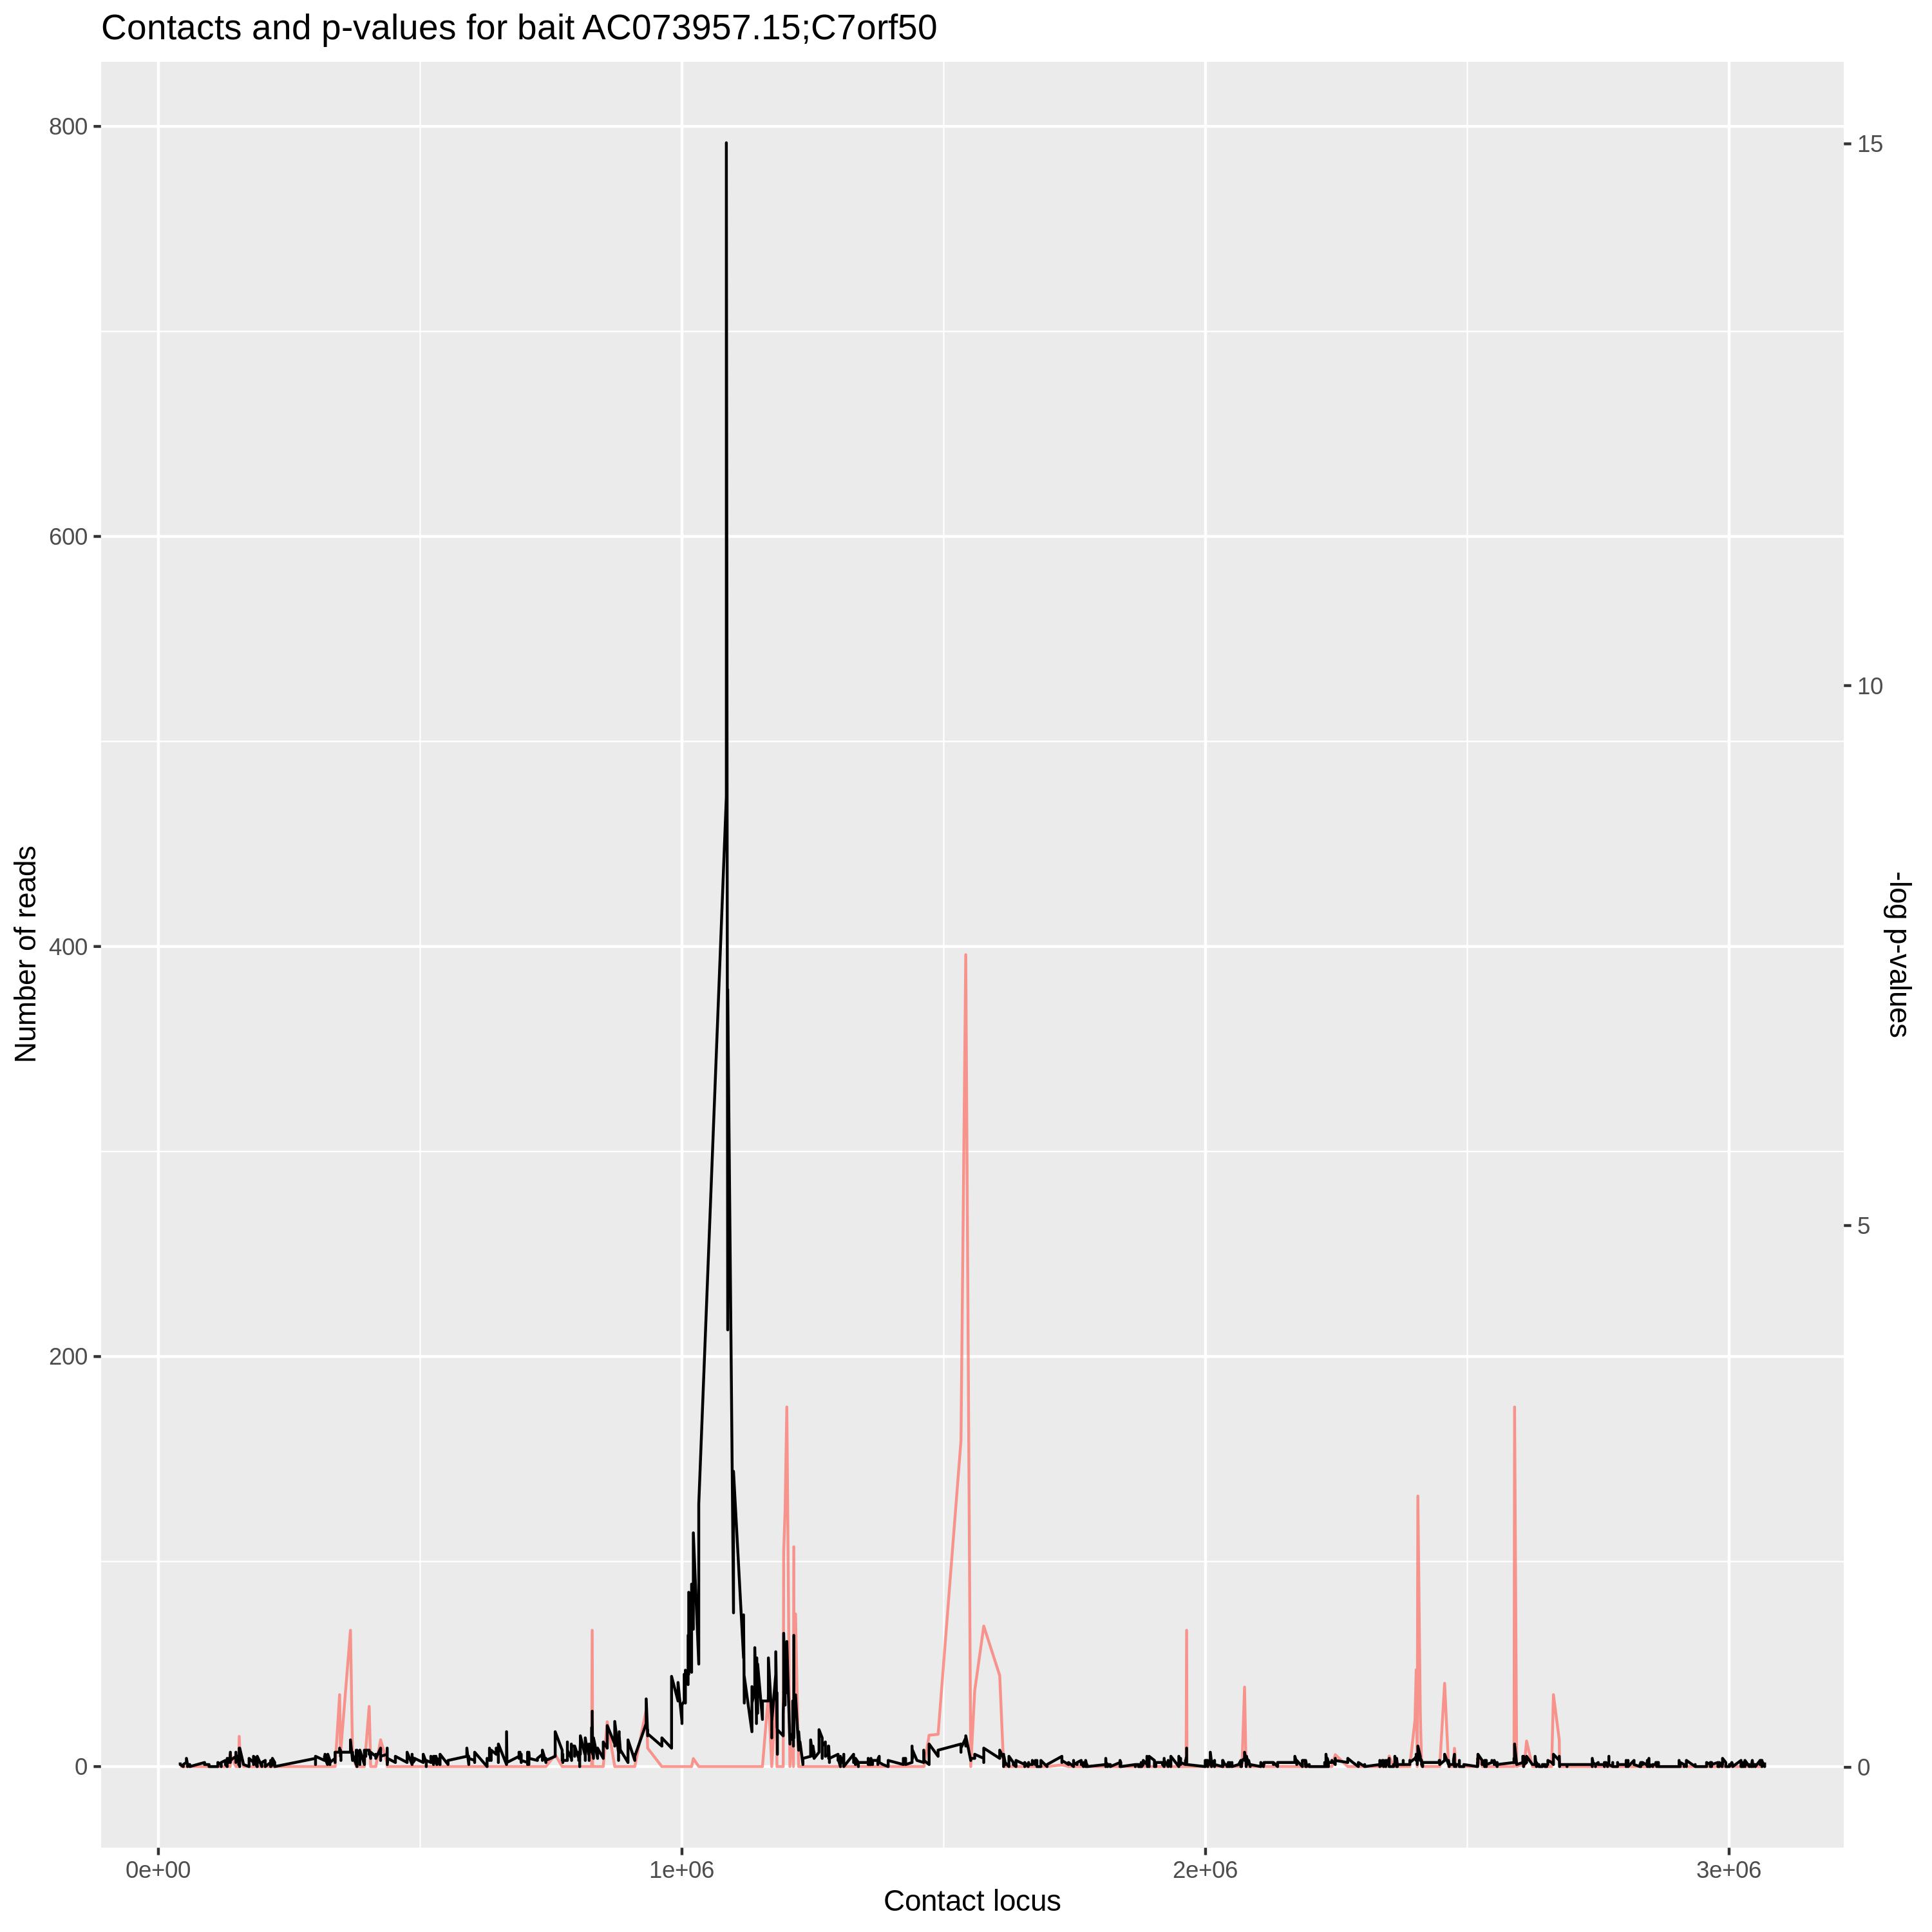 Contacts and p-values for bait AC073957.15;C7orf50
800
600
400
200
0
Number of reads
15
10
5
0
-log p-values
0e+00
1e+06
2e+06
3e+06
Contact locus